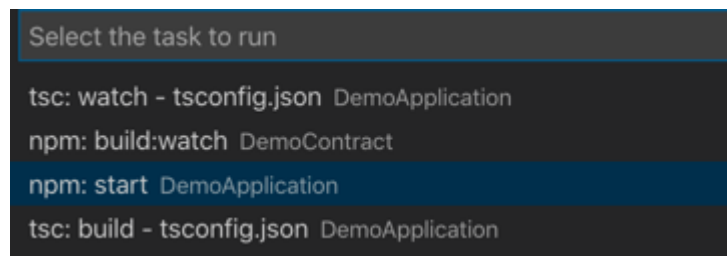 Select the task to run
tsc: watch - tsconfig.json DemoApplication
npm: build:watch DemoContract
npm: start DemoApplication
tsc: build - tsconfig.json DemoApplication